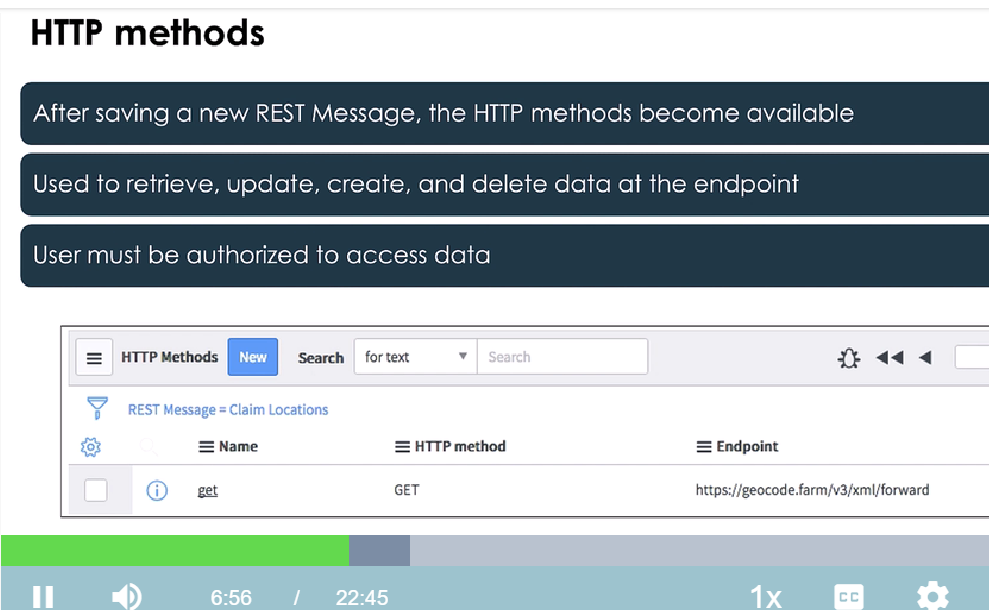 HTTP methods
After saving a new REST Message, the HTTP methods become available
Used to retrieve, update, create, and delete data at the endpoint
User must be authorized to access data
HTTP Methods New Search for text Search
REST Message = Claim Locations
Name HTTP method Endpoint
get GET https://geocode.farm/v3/xml/forward
6:56 / 22:45 1x CC